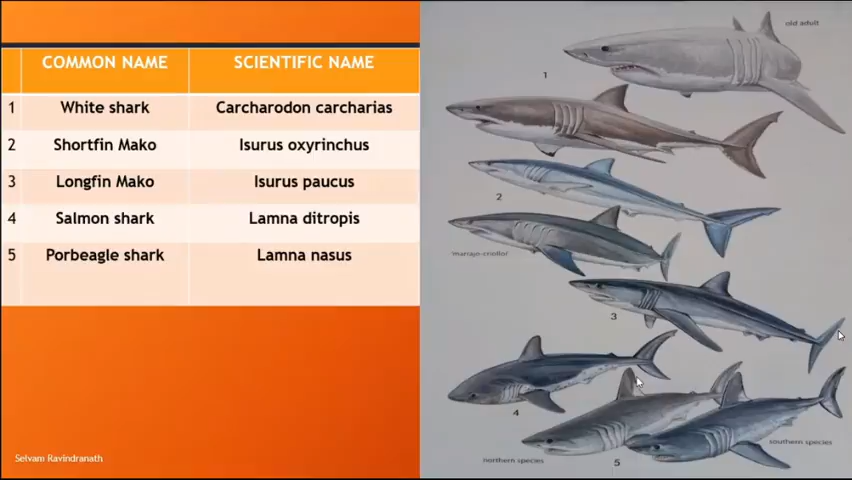 COMMON NAME SCIENTIFIC NAME
1 White shark Carcharodon carcharias
2 Shortfin Mako Isurus oxyrinchus
3 Longfin Mako Isurus paucus
4 Salmon shark Lamna ditropis
5 Porbeagle shark Lamna nasus
Selvam Ravindranath
old adult
1
2
'marrajo-criollo'
3
4
northern species
5
southern species